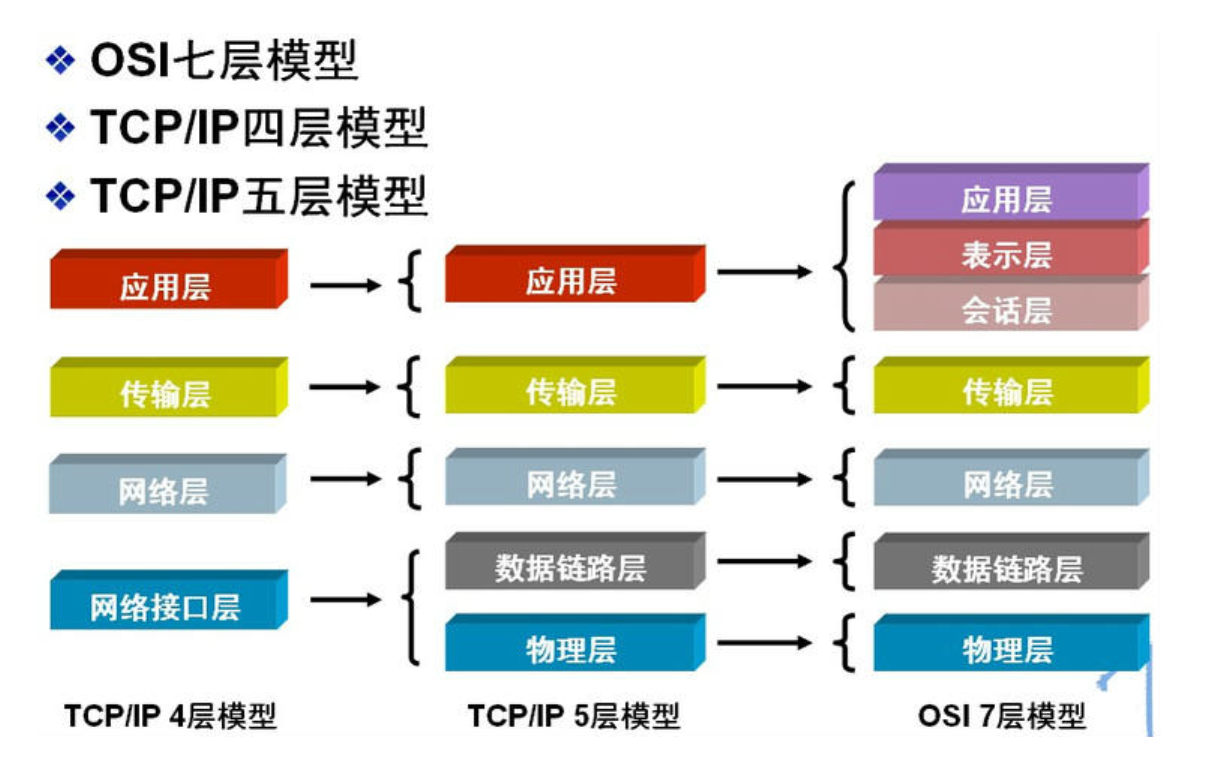 ❖ OSI七层模型
❖ TCP/IP四层模型
❖ TCP/IP五层模型
应用层
传输层
网络层
网络接口层
TCP/IP 4层模型
应用层
传输层
网络层
数据链路层
物理层
TCP/IP 5层模型
应用层
表示层
会话层
传输层
网络层
数据链路层
物理层
OSI 7层模型